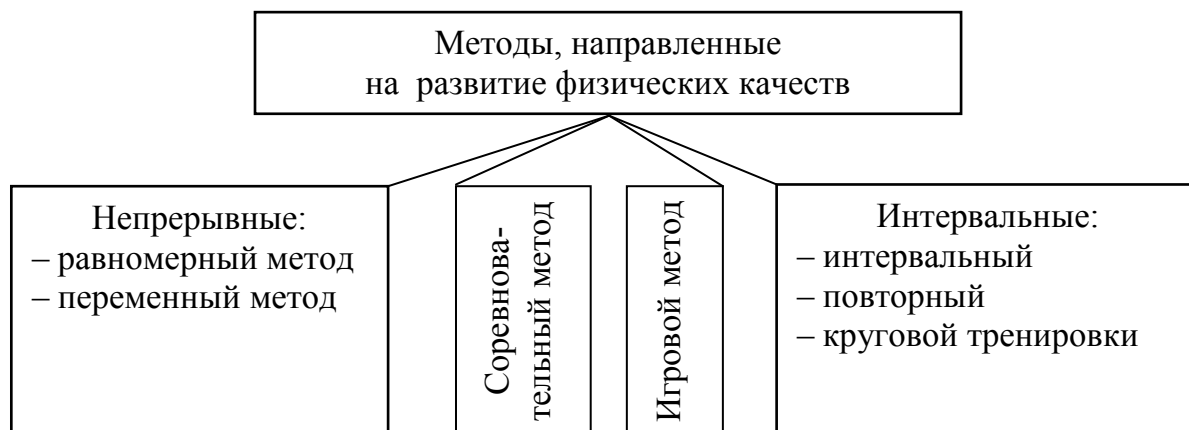 Методы, направленные
на развитие физических качеств
Непрерывные:
– равномерный метод
– переменный метод
Соревнова-
тельный метод
Игровой метод
Интервальные:
– интервальный
– повторный
– круговой тренировки